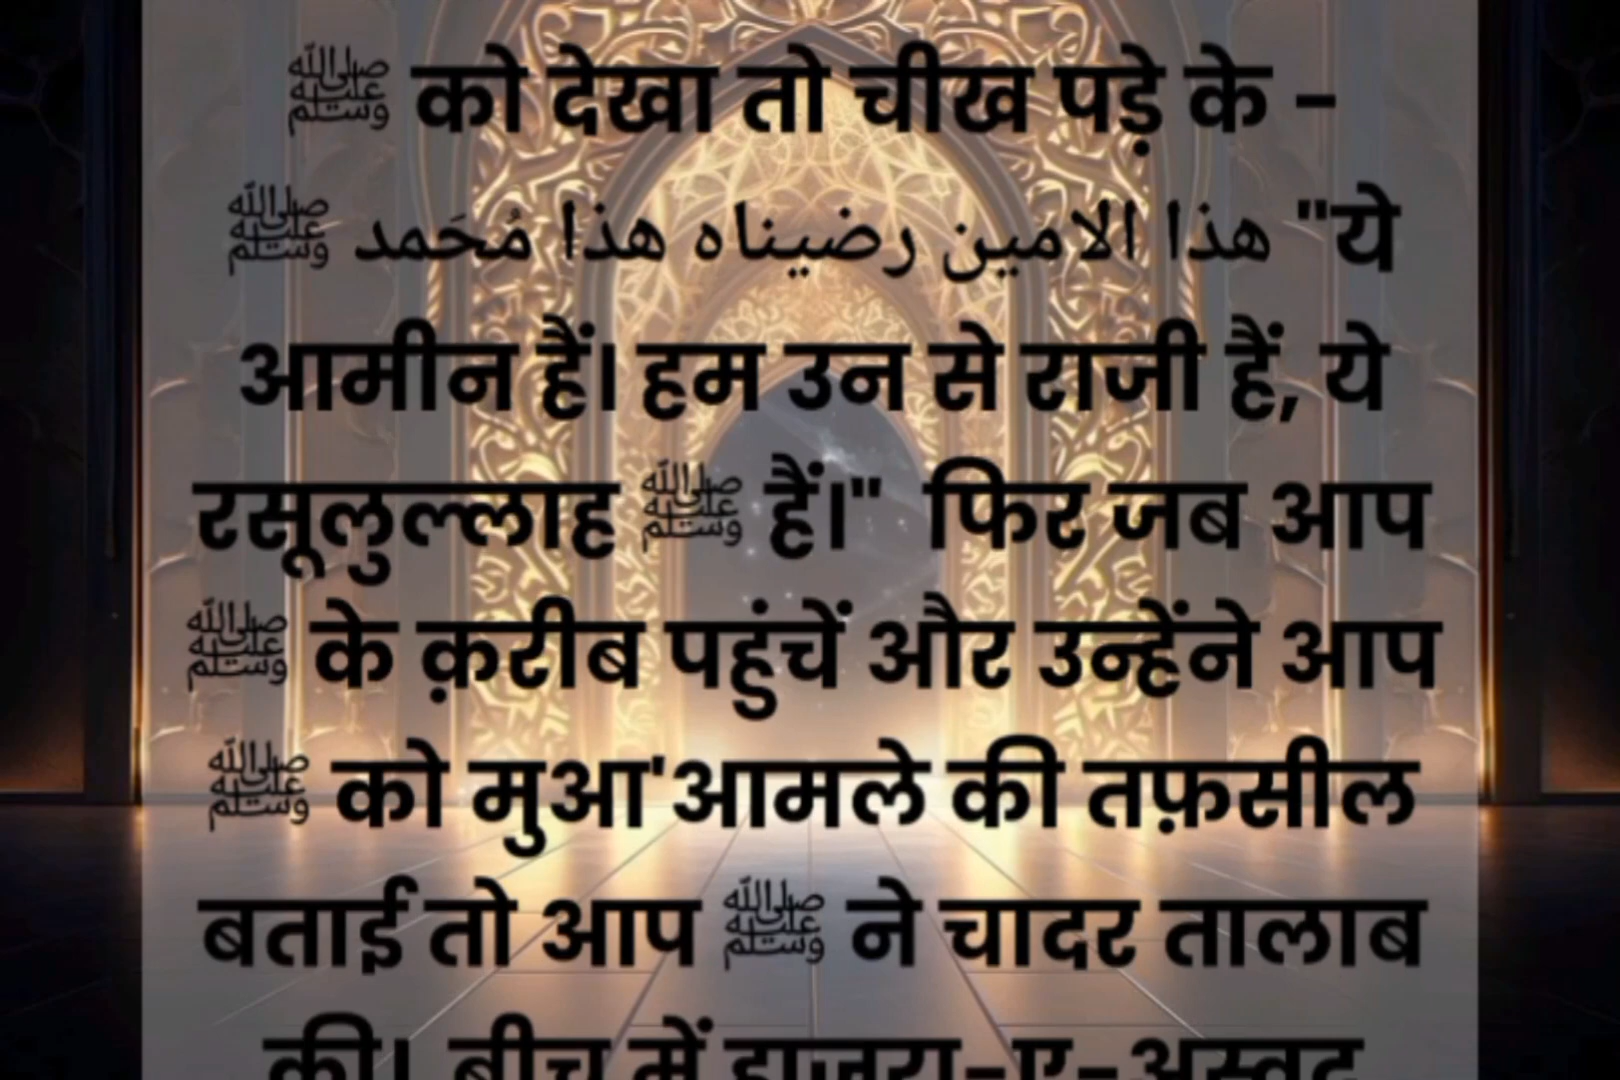 ﷺ को देखा तो चीख पड़े के -
ﷺ هذا الامين رضيناه هذا مُحَمد "ये
आमीन हैं। हम उन से राजी हैं, ये
रसूलुल्लाह ﷺ हैं।" फिर जब आप
ﷺ के क़रीब पहुंचें और उन्हेंने आप
ﷺ को मुआ'आमले की तफ़सील
बताई तो आप ﷺ ने चादर तालाब
की। बीच में हाजरा-ए-अस्वद